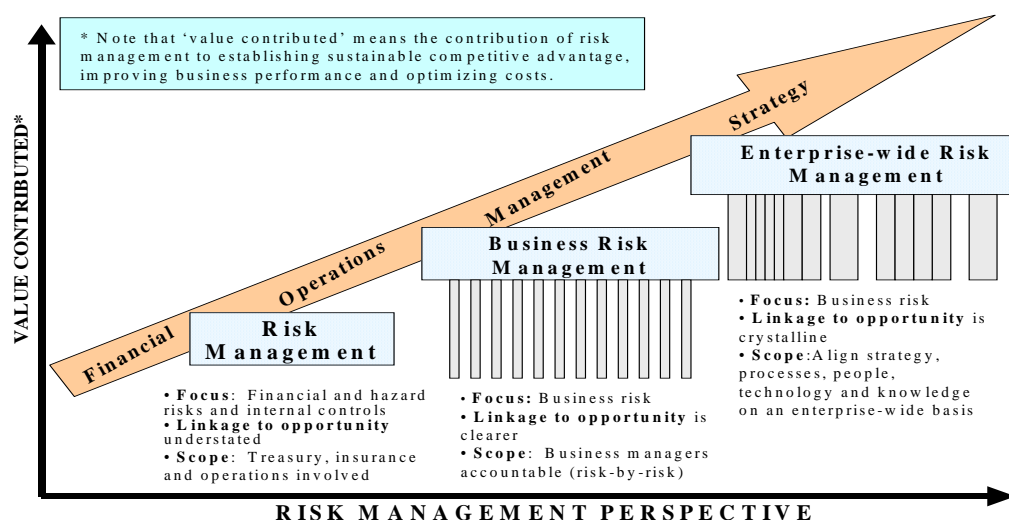 * Note that ‘value contributed’ means the contribution of risk
management to establishing sustainable competitive advantage,
improving business performance and optimizing costs.
VALUE CONTRIBUTED*
Financial
Operations
Management
Strategy
Risk
Management
• Focus: Financial and hazard
risks and internal controls
• Linkage to opportunity
understated
• Scope: Treasury, insurance
and operations involved
Business Risk
Management
• Focus: Business risk
• Linkage to opportunity is
clearer
• Scope: Business managers
accountable (risk-by-risk)
Enterprise-wide Risk
Management
• Focus: Business risk
• Linkage to opportunity is
crystalline
• Scope:Align strategy,
processes, people,
technology and knowledge
on an enterprise-wide basis
RISK MANAGEMENT PERSPECTIVE